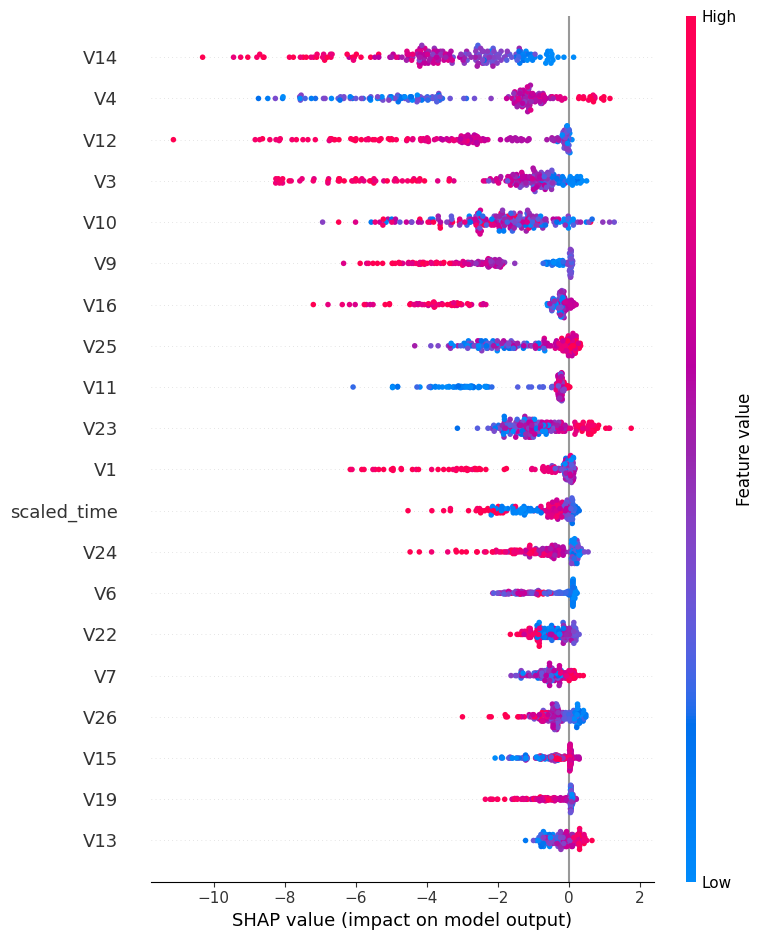 High
V14
V4
V12
V3
V10
V9
V16
V25
V11
V23
V1
scaled_time
V24
V6
V22
V7
V26
V15
V19
V13
Feature value
Low
−10 −8 −6 −4 −2 0 2
SHAP value (impact on model output)